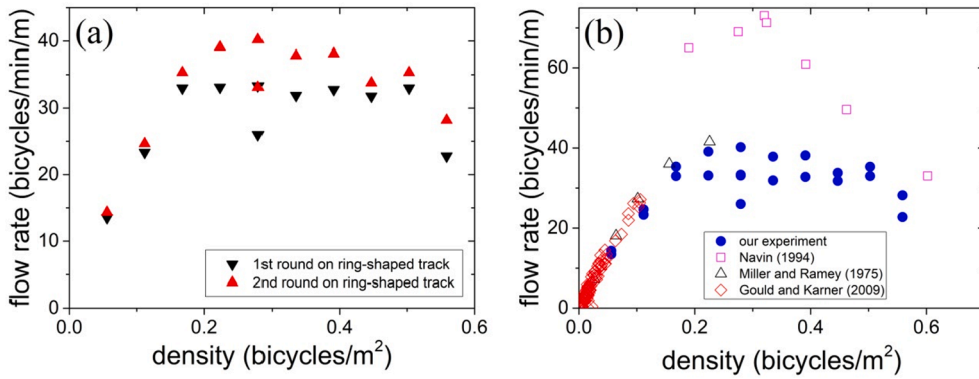 (a)
flow rate (bicycles/min/m)
40
30
20
10
0
0.0
0.2
0.4
0.6
density (bicycles/m²)
1st round on ring-shaped track
2nd round on ring-shaped track
(b)
flow rate (bicycles/min/m)
60
40
20
0
0.0
0.2
0.4
0.6
density (bicycles/m²)
our experiment
Navin (1994)
Miller and Ramey (1975)
Gould and Karner (2009)